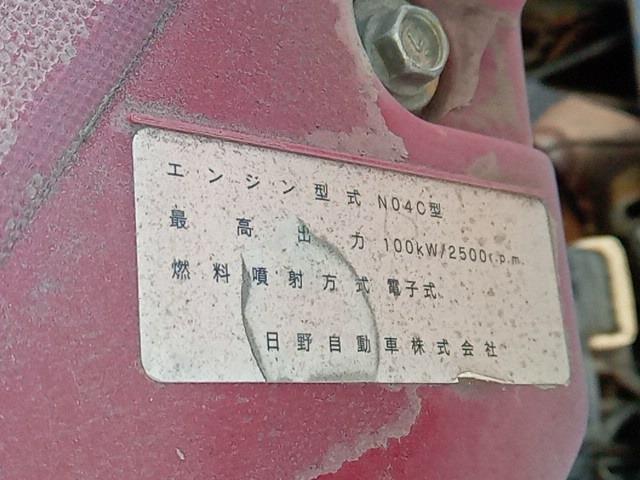 エンジン型式 N04C型
最高出力 100kW/2500r.p.m.
燃料噴射方式 電子式
日野自動車株式会社